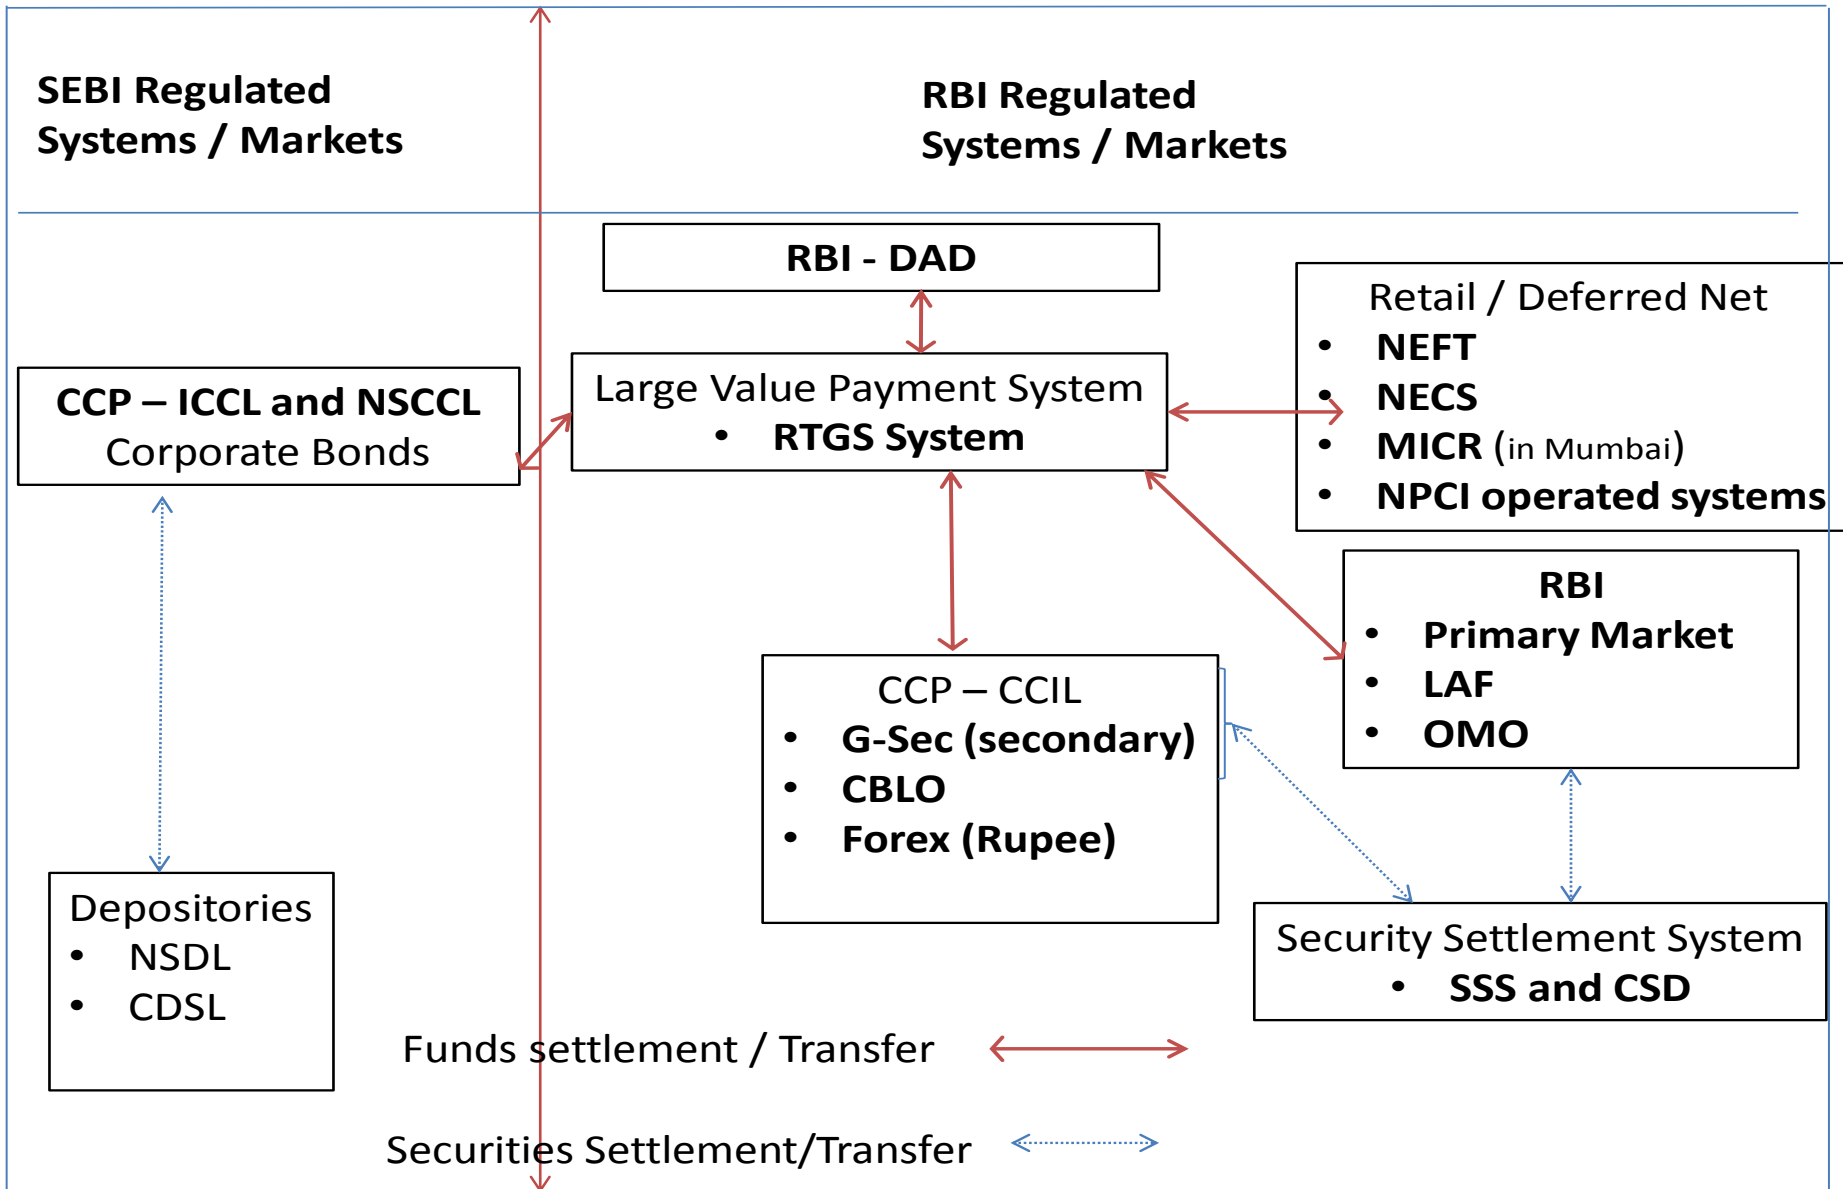 SEBI Regulated
Systems / Markets
RBI Regulated
Systems / Markets
RBI - DAD
Retail / Deferred Net
• NEFT
• NECS
• MICR (in Mumbai)
• NPCI operated systems
Large Value Payment System
• RTGS System
CCP – ICCL and NSCCL
Corporate Bonds
RBI
• Primary Market
• LAF
• OMO
CCP – CCIL
• G-Sec (secondary)
• CBLO
• Forex (Rupee)
Depositories
• NSDL
• CDSL
Security Settlement System
• SSS and CSD
Funds settlement / Transfer
Securities Settlement/Transfer